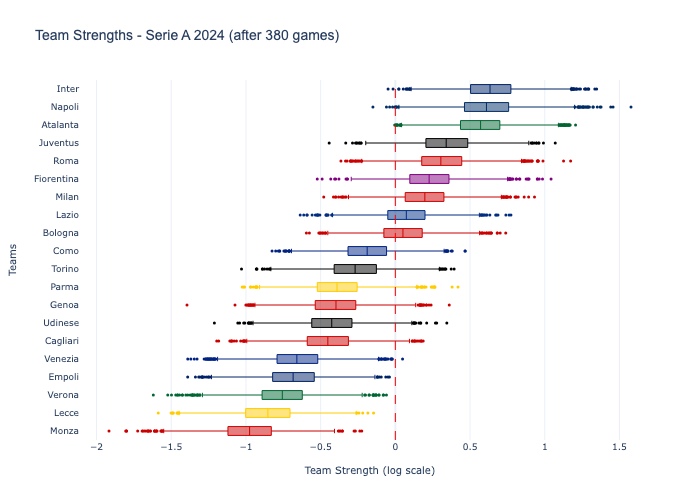 Team Strengths - Serie A 2024 (after 380 games)
Inter
Napoli
Atalanta
Juventus
Roma
Fiorentina
Milan
Lazio
Bologna
Como
Torino
Parma
Genoa
Udinese
Cagliari
Venezia
Empoli
Verona
Lecce
Monza
Teams
−2 −1.5 −1 −0.5 0 0.5 1 1.5
Team Strength (log scale)